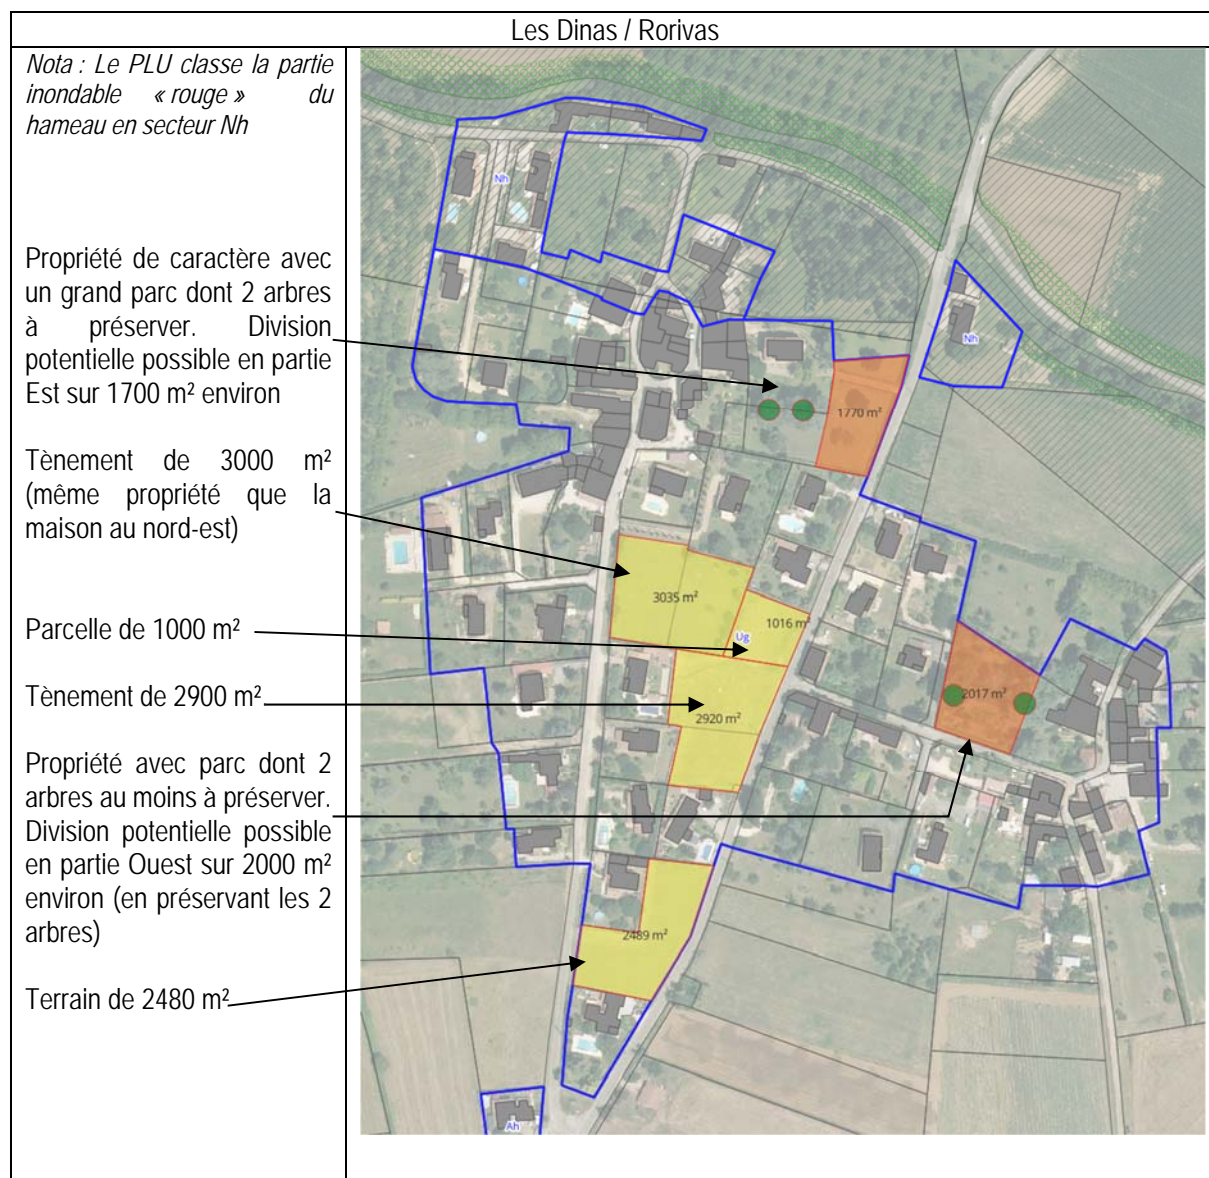 Les Dinas / Rorivas
Nota : Le PLU classe la partie
inondable « rouge » du
hameau en secteur Nh
Propriété de caractère avec
un grand parc dont 2 arbres
à préserver. Division
potentielle possible en partie
Est sur 1700 m² environ
Tènement de 3000 m²
(même propriété que la
maison au nord-est)
Parcelle de 1000 m²
Tènement de 2900 m²
Propriété avec parc dont 2
arbres au moins à préserver.
Division potentielle possible
en partie Ouest sur 2000 m²
environ (en préservant les 2
arbres)
Terrain de 2480 m²
Nh
Nh
1770 m²
3035 m²
1016 m²
Ug
2017 m²
2920 m²
2489 m²
Ah